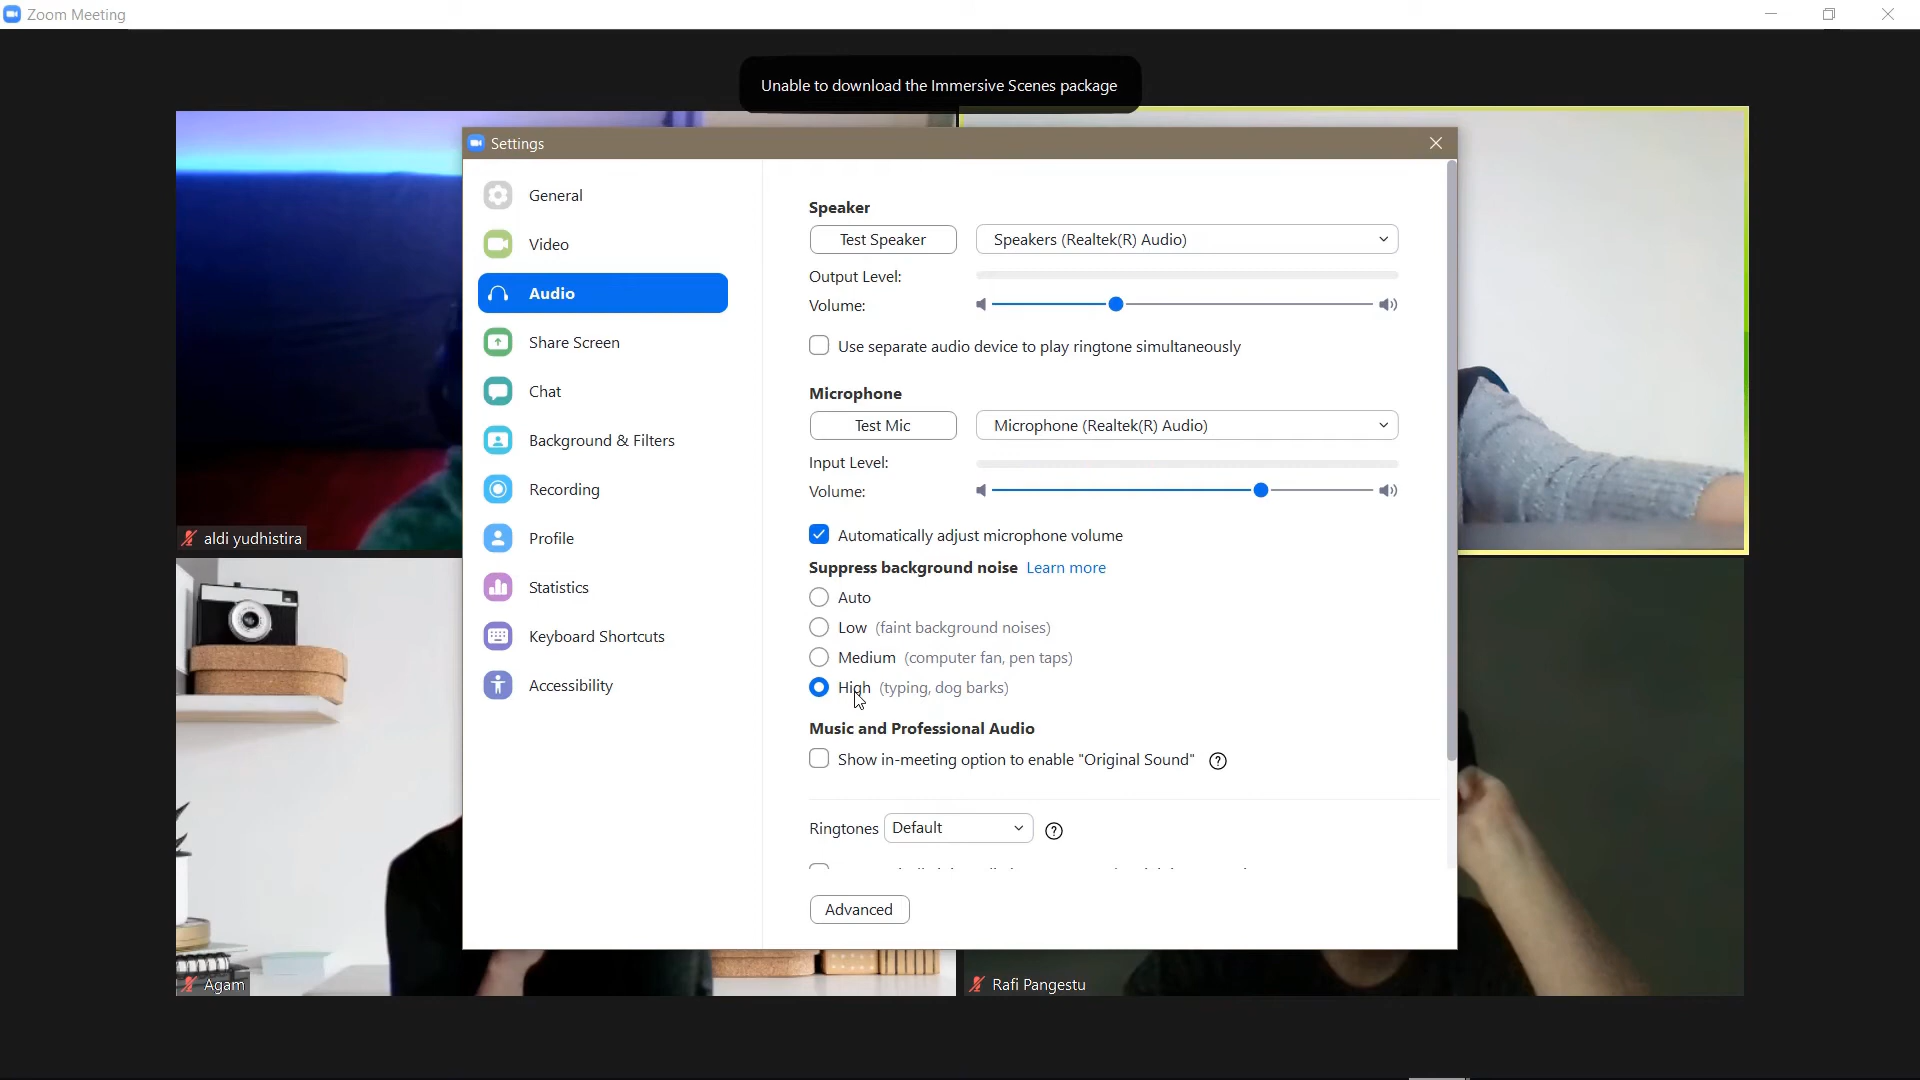 Zoom Meeting
Unable to download the Immersive Scenes package
Settings
General
Video
Audio
Share Screen
Chat
Background & Filters
Recording
Profile
Statistics
Keyboard Shortcuts
Accessibility
Speaker
Test Speaker
Speakers (Realtek(R) Audio)
Output Level:
Volume:
Use separate audio device to play ringtone simultaneously
Microphone
Test Mic
Microphone (Realtek(R) Audio)
Input Level:
Volume:
Automatically adjust microphone volume
Suppress background noise Learn more
Auto
Low (faint background noises)
Medium (computer fan, pen taps)
High (typing, dog barks)
Music and Professional Audio
Show in-meeting option to enable "Original Sound" ?
Ringtones Default ?
Advanced
aldi yudhistira
Agam
Rafi Pangestu